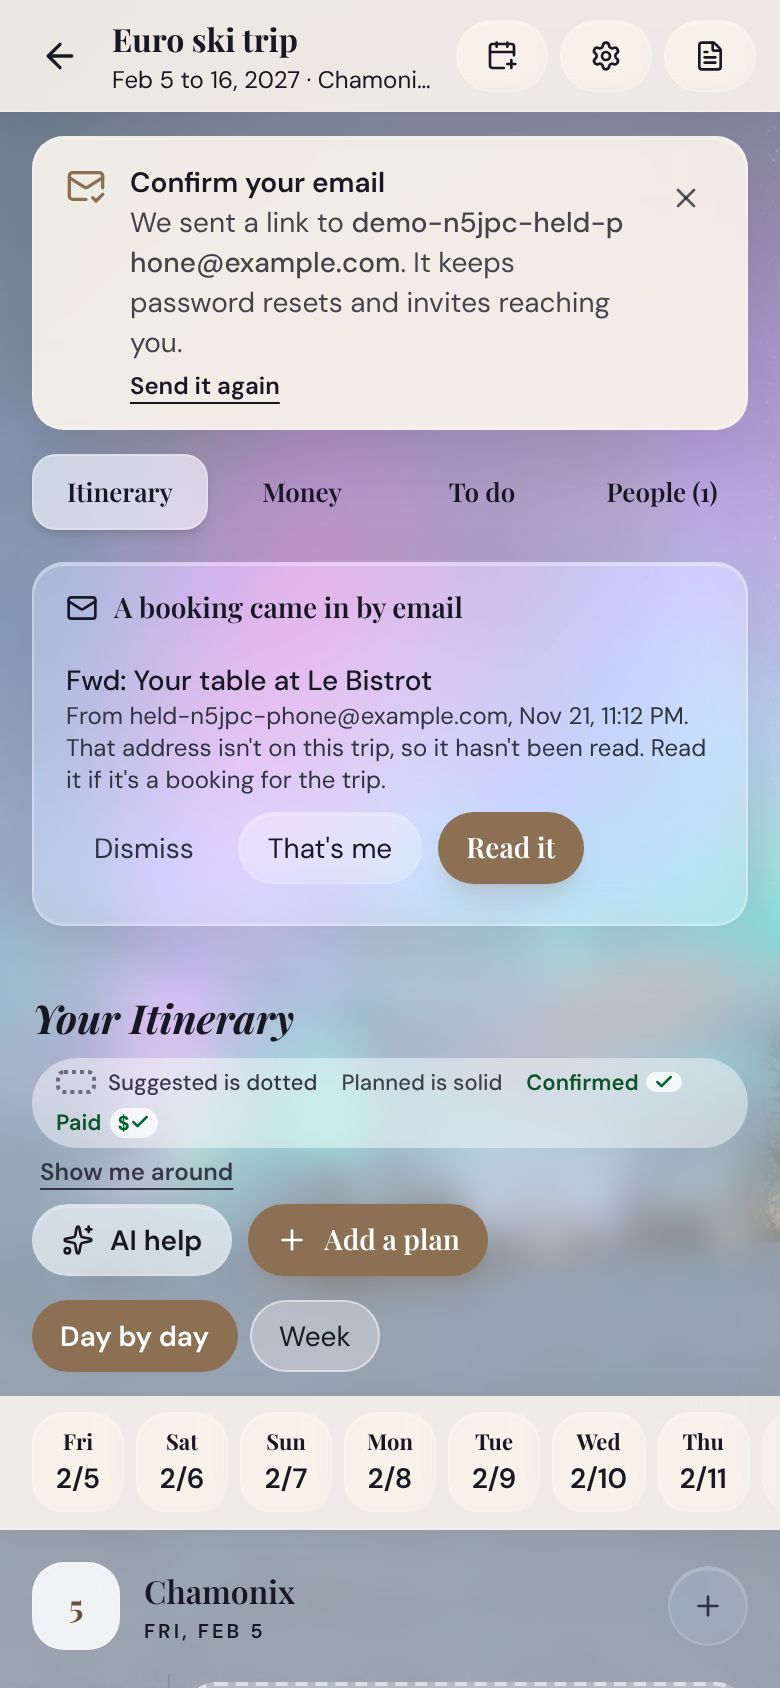 Euro ski trip
Feb 5 to 16, 2027 · Chamoni...
Confirm your email
We sent a link to demo-n5jpc-held-p
hone@example.com. It keeps
password resets and invites reaching
you.
Send it again
Itinerary Money To do People (1)
A booking came in by email
Fwd: Your table at Le Bistrot
From held-n5jpc-phone@example.com, Nov 21, 11:12 PM.
That address isn't on this trip, so it hasn't been read. Read
it if it's a booking for the trip.
Dismiss That's me Read it
Your Itinerary
Suggested is dotted Planned is solid Confirmed
Paid $
Show me around
AI help Add a plan
Day by day Week
Fri Sat Sun Mon Tue Wed Thu
2/5 2/6 2/7 2/8 2/9 2/10 2/11
5 Chamonix
FRI, FEB 5